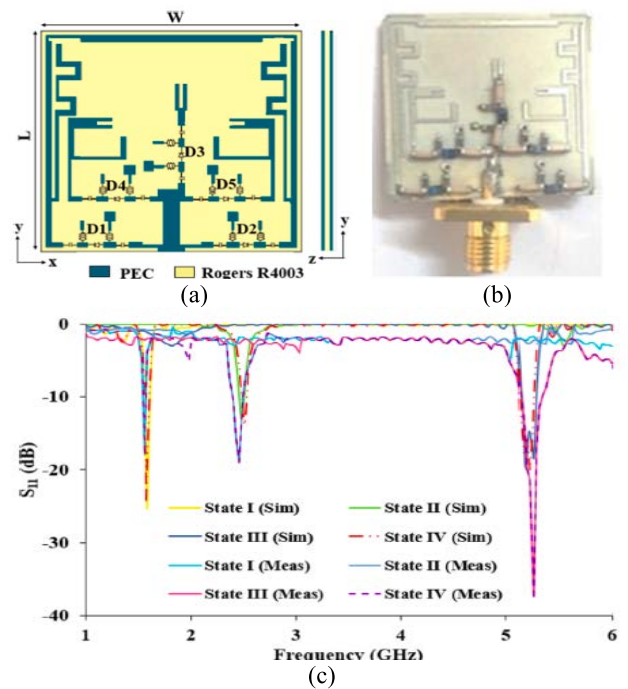 W
L
D3
D4
D5
D1
D2
y
x
y
z
PEC
Rogers R4003
(a)
(b)
0
-10
-20
-30
-40
S11 (dB)
State I (Sim)
State II (Sim)
State III (Sim)
State IV (Sim)
State I (Meas)
State II (Meas)
State III (Meas)
State IV (Meas)
1
2
3
4
5
6
Frequency (GHz)
(c)